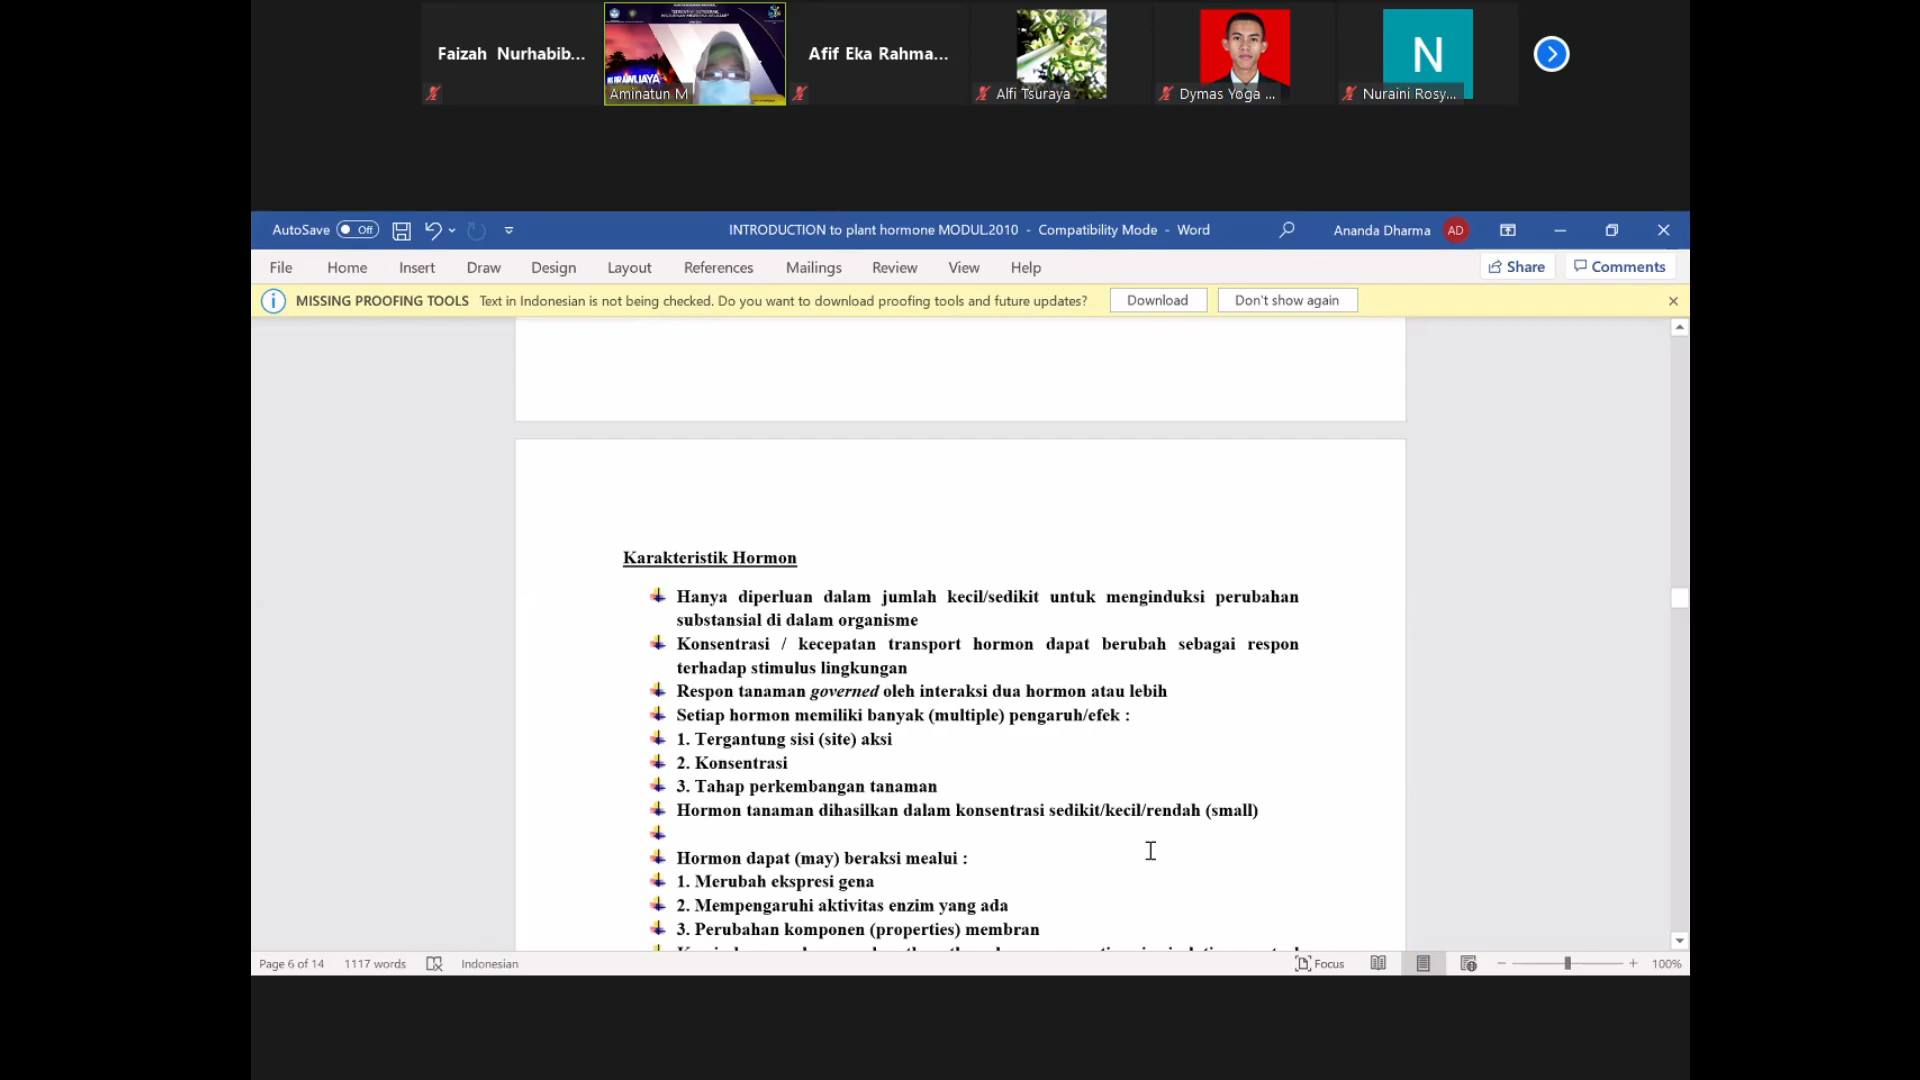 Faizah Nurhabib...
Aminatun M
Afif Eka Rahma...
Alfi Tsuraya
Dymas Yoga ...
N
Nuraini Rosy...
AutoSave Off
INTRODUCTION to plant hormone MODUL.2010 - Compatibility Mode - Word
Ananda Dharma AD
File Home Insert Draw Design Layout References Mailings Review View Help
Share Comments
MISSING PROOFING TOOLS Text in Indonesian is not being checked. Do you want to download proofing tools and future updates? Download Don't show again
Karakteristik Hormon
Hanya diperluan dalam jumlah kecil/sedikit untuk menginduksi perubahan
substansial di dalam organisme
Konsentrasi / kecepatan transport hormon dapat berubah sebagai respon
terhadap stimulus lingkungan
Respon tanaman governed oleh interaksi dua hormon atau lebih
Setiap hormon memiliki banyak (multiple) pengaruh/efek :
1. Tergantung sisi (site) aksi
2. Konsentrasi
3. Tahap perkembangan tanaman
Hormon tanaman dihasilkan dalam konsentrasi sedikit/kecil/rendah (small)
Hormon dapat (may) beraksi mealui :
1. Merubah ekspresi gena
2. Mempengaruhi aktivitas enzim yang ada
3. Perubahan komponen (properties) membran
Page 6 of 14 1117 words Indonesian Focus 100%